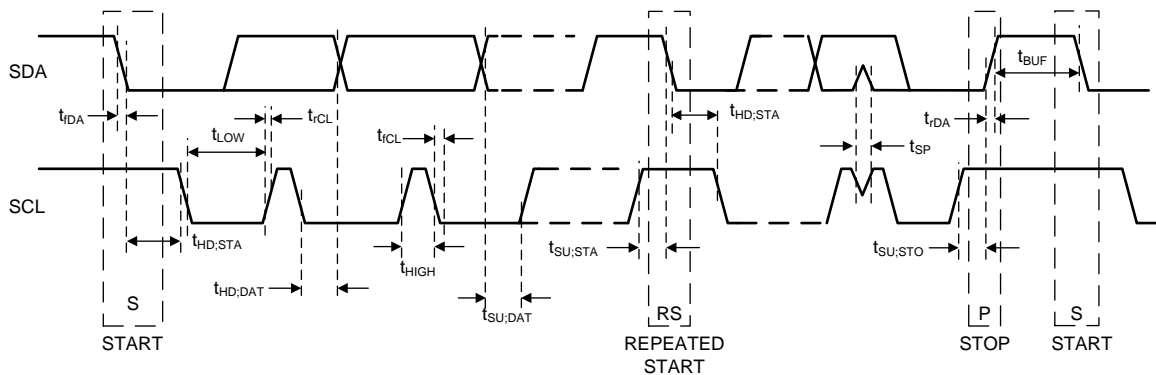 SDA
tBUF
tfDA
tLOW
trCL
tfCL
tHD;STA
tSP
trDA
SCL
tHD;STA
tHIGH
tSU;STA
tSU;STO
tHD;DAT
tSU;DAT
S
RS
P
S
START
REPEATED
START
STOP
START